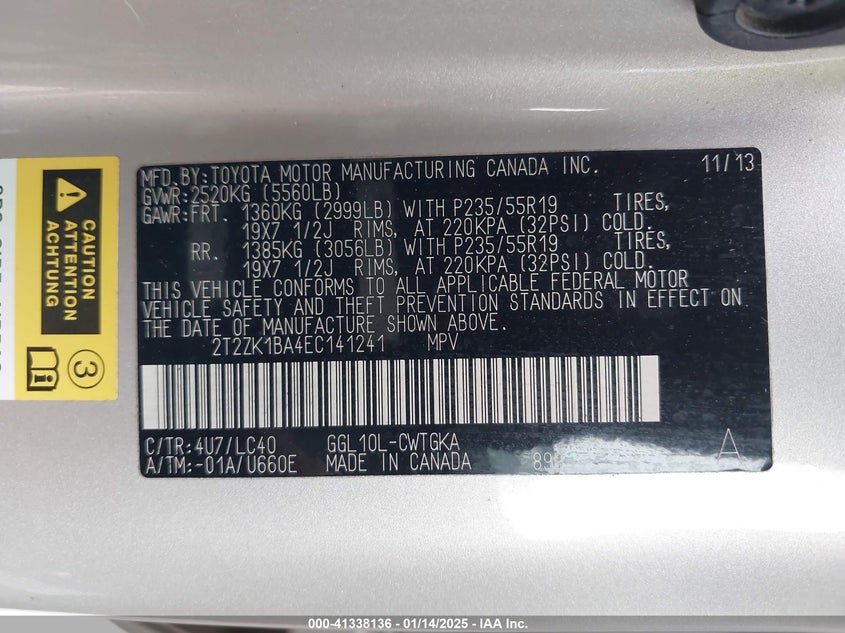 MFD.BY:TOYOTA MOTOR MANUFACTURING CANADA INC. 11/13
GVWR:2520KG (5560LB)
GAWR:FRT. 1360KG (2999LB) WITH P235/55R19 TIRES,
19X7 1/2J RIMS, AT 220KPA (32PSI) COLD.
RR. 1385KG (3056LB) WITH P235/55R19 TIRES,
19X7 1/2J RIMS, AT 220KPA (32PSI) COLD.
THIS VEHICLE CONFORMS TO ALL APPLICABLE FEDERAL MOTOR
VEHICLE SAFETY AND THEFT PREVENTION STANDARDS IN EFFECT ON
THE DATE OF MANUFACTURE SHOWN ABOVE.
2T2ZK1BA4EC141241 MPV
C/TR:4U7/LC40 GGL10L-CWTGKA A
A/TM:-01A/U660E MADE IN CANADA
CAUTION
ATTENTION
ACHTUNG
3
000-41338136 - 01/14/2025 - IAA Inc.